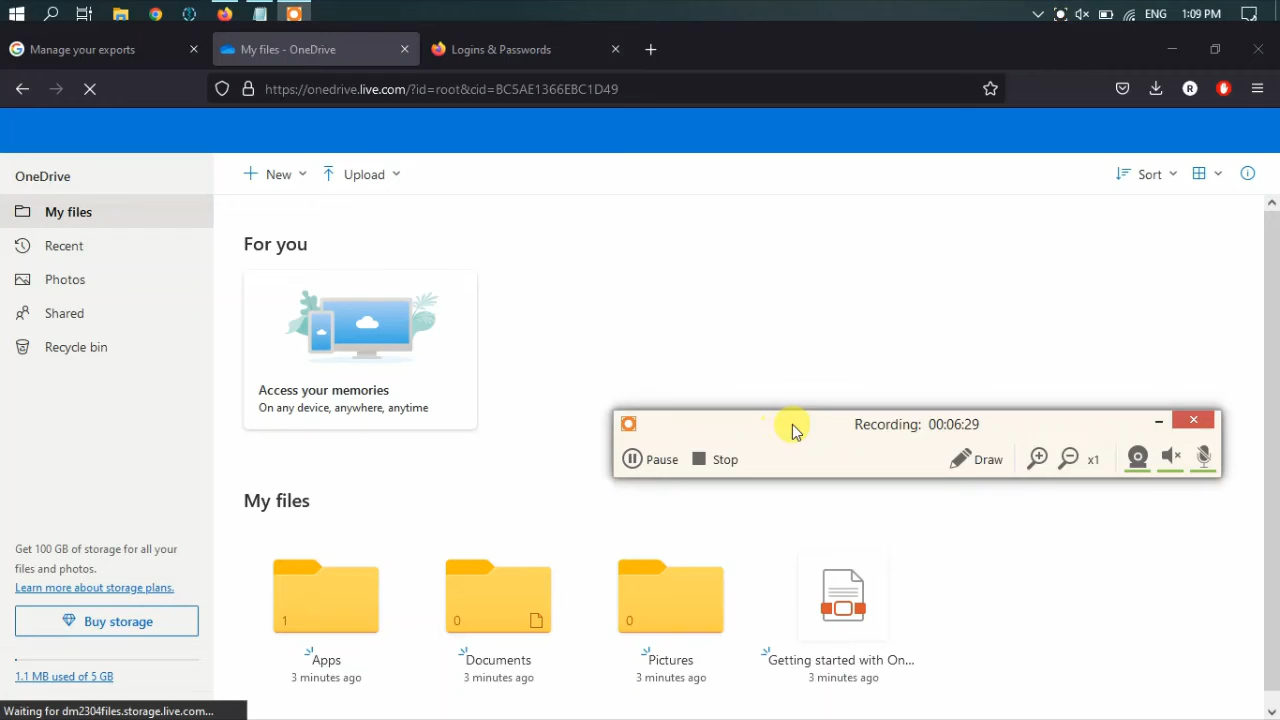 ENG
1:09 PM
Manage your exports
My files - OneDrive
Logins & Passwords
https://onedrive.live.com/?id=root&cid=BC5AE1366EBC1D49
R
OneDrive
New
Upload
Sort
My files
Recent
Photos
Shared
Recycle bin
For you
Access your memories
On any device, anywhere, anytime
Recording: 00:06:29
Pause
Stop
Draw
x1
My files
1
0
0
Apps
Documents
Pictures
Getting started with On...
3 minutes ago
3 minutes ago
3 minutes ago
3 minutes ago
Get 100 GB of storage for all your
files and photos.
Learn more about storage plans.
Buy storage
1.1 MB used of 5 GB
Waiting for dm2304files.storage.live.com...